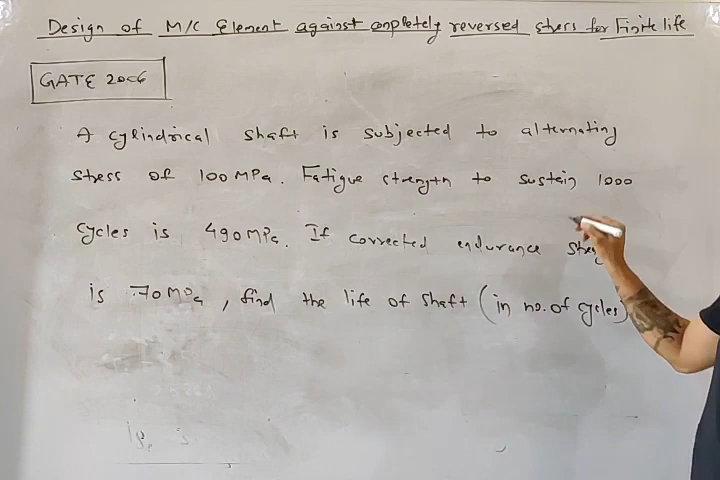 Design of M/C Element against completely reversed stress for Finite life
GATE 2006
A cylindrical shaft is subjected to alternating
stress of 100 MPa. Fatigue strength to sustain 1000
cycles is 490 MPa. If corrected endurance
is 70 MPa, find the life of shaft (in no. of cycles)